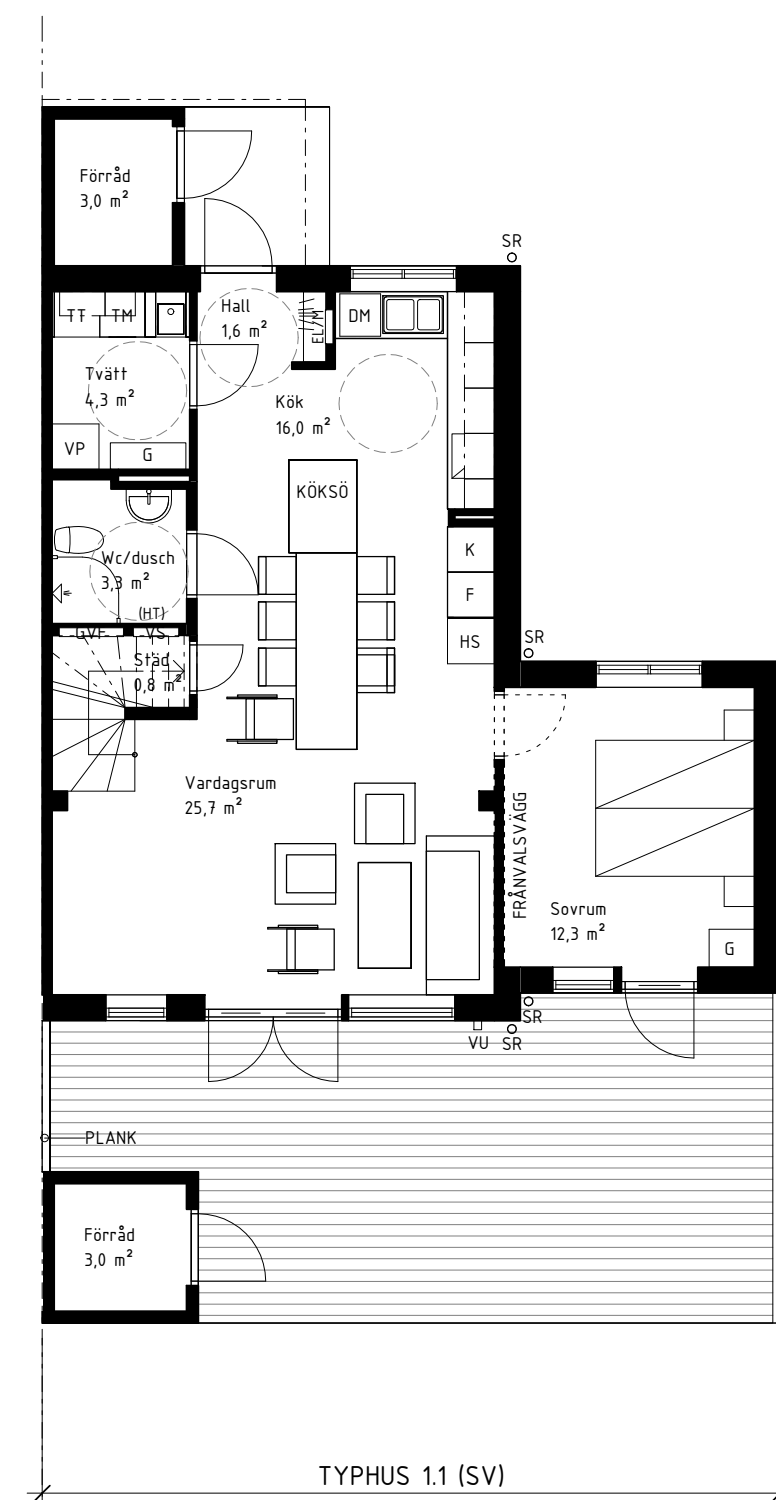 Förråd
3,0 m²
SR
TT
TM
Hall
1,6 m²
EL/M
DM
Tvätt
4,3 m²
Kök
16,0 m²
VP
G
KÖKSÖ
K
F
HS
Wc/dusch
3,3 m²
(HT)
GVF
VS
Städ
0,8 m²
SR
Vardagsrum
25,7 m²
FRÅNVALSVÄGG
Sovrum
12,3 m²
G
SR
VU
SR
PLANK
Förråd
3,0 m²
TYPHUS 1.1 (SV)